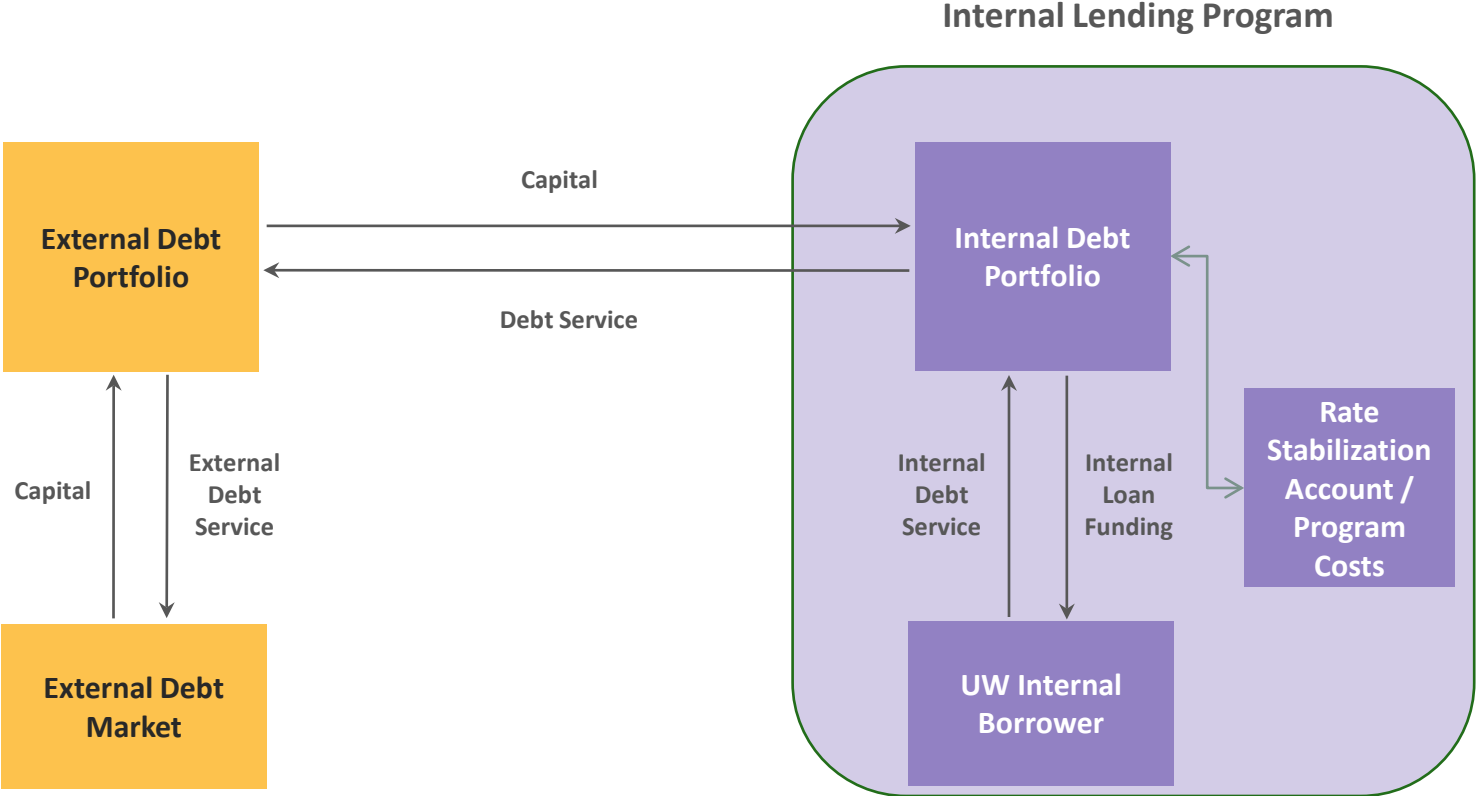 Internal Lending Program
Capital
External Debt
Portfolio
Internal Debt
Portfolio
Debt Service
Rate
Stabilization
Account /
Program
Costs
Capital
External
Debt
Service
Internal
Debt
Service
Internal
Loan
Funding
External Debt
Market
UW Internal
Borrower